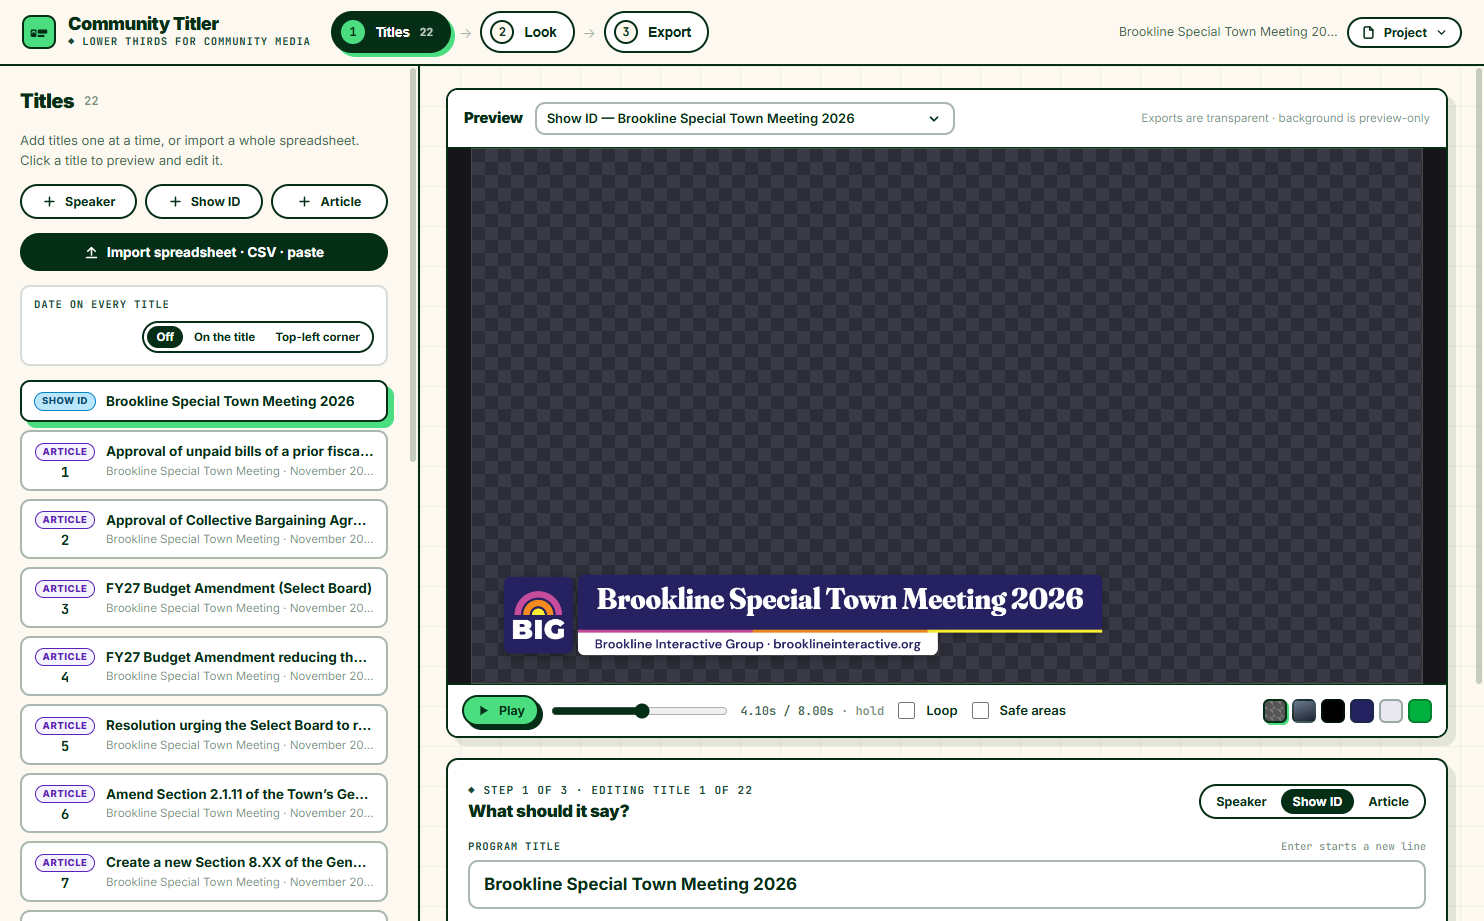 Community Titler
◆ LOWER THIRDS FOR COMMUNITY MEDIA
1 Titles 22
→
2 Look
→
3 Export
Brookline Special Town Meeting 20...
Project
Titles 22
Add titles one at a time, or import a whole spreadsheet.
Click a title to preview and edit it.
+ Speaker
+ Show ID
+ Article
Import spreadsheet · CSV · paste
DATE ON EVERY TITLE
Off On the title Top-left corner
SHOW ID Brookline Special Town Meeting 2026
ARTICLE 1
Approval of unpaid bills of a prior fisca...
Brookline Special Town Meeting · November 20...
ARTICLE 2
Approval of Collective Bargaining Agr...
Brookline Special Town Meeting · November 20...
ARTICLE 3
FY27 Budget Amendment (Select Board)
Brookline Special Town Meeting · November 20...
ARTICLE 4
FY27 Budget Amendment reducing th...
Brookline Special Town Meeting · November 20...
ARTICLE 5
Resolution urging the Select Board to r...
Brookline Special Town Meeting · November 20...
ARTICLE 6
Amend Section 2.1.11 of the Town's Ge...
Brookline Special Town Meeting · November 20...
ARTICLE 7
Create a new Section 8.XX of the Gen...
Brookline Special Town Meeting · November 20...
Preview
Show ID — Brookline Special Town Meeting 2026
Exports are transparent · background is preview-only
BIG
Brookline Special Town Meeting 2026
Brookline Interactive Group · brooklineinteractive.org
Play
4.10s / 8.00s · hold
Loop
Safe areas
◆ STEP 1 OF 3 · EDITING TITLE 1 OF 22
What should it say?
Speaker Show ID Article
PROGRAM TITLE
Enter starts a new line
Brookline Special Town Meeting 2026